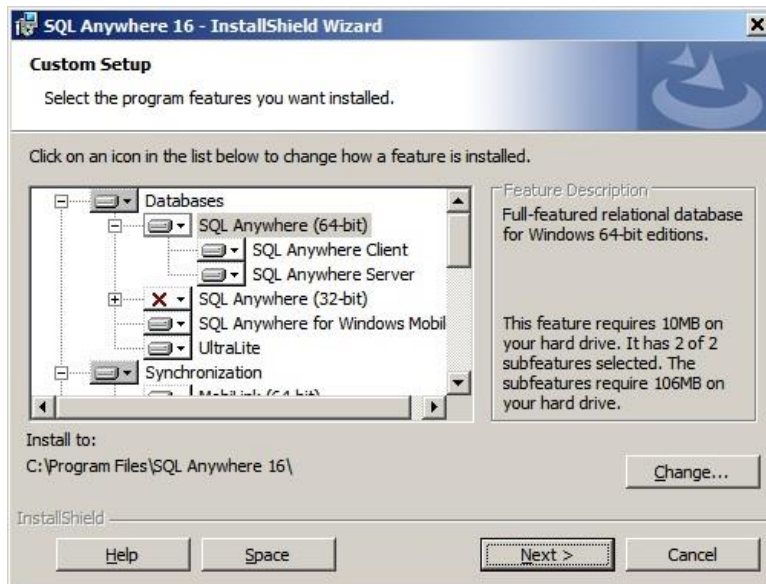 SQL Anywhere 16 - InstallShield Wizard
Custom Setup
Select the program features you want installed.
Click on an icon in the list below to change how a feature is installed.
Databases
SQL Anywhere (64-bit)
SQL Anywhere Client
SQL Anywhere Server
SQL Anywhere (32-bit)
SQL Anywhere for Windows Mobil
UltraLite
Synchronization
MobiLink (64-bit)
Feature Description
Full-featured relational database
for Windows 64-bit editions.
This feature requires 10MB on
your hard drive. It has 2 of 2
subfeatures selected. The
subfeatures require 106MB on
your hard drive.
Install to:
C:\Program Files\SQL Anywhere 16\
Change...
InstallShield
Help
Space
Next >
Cancel